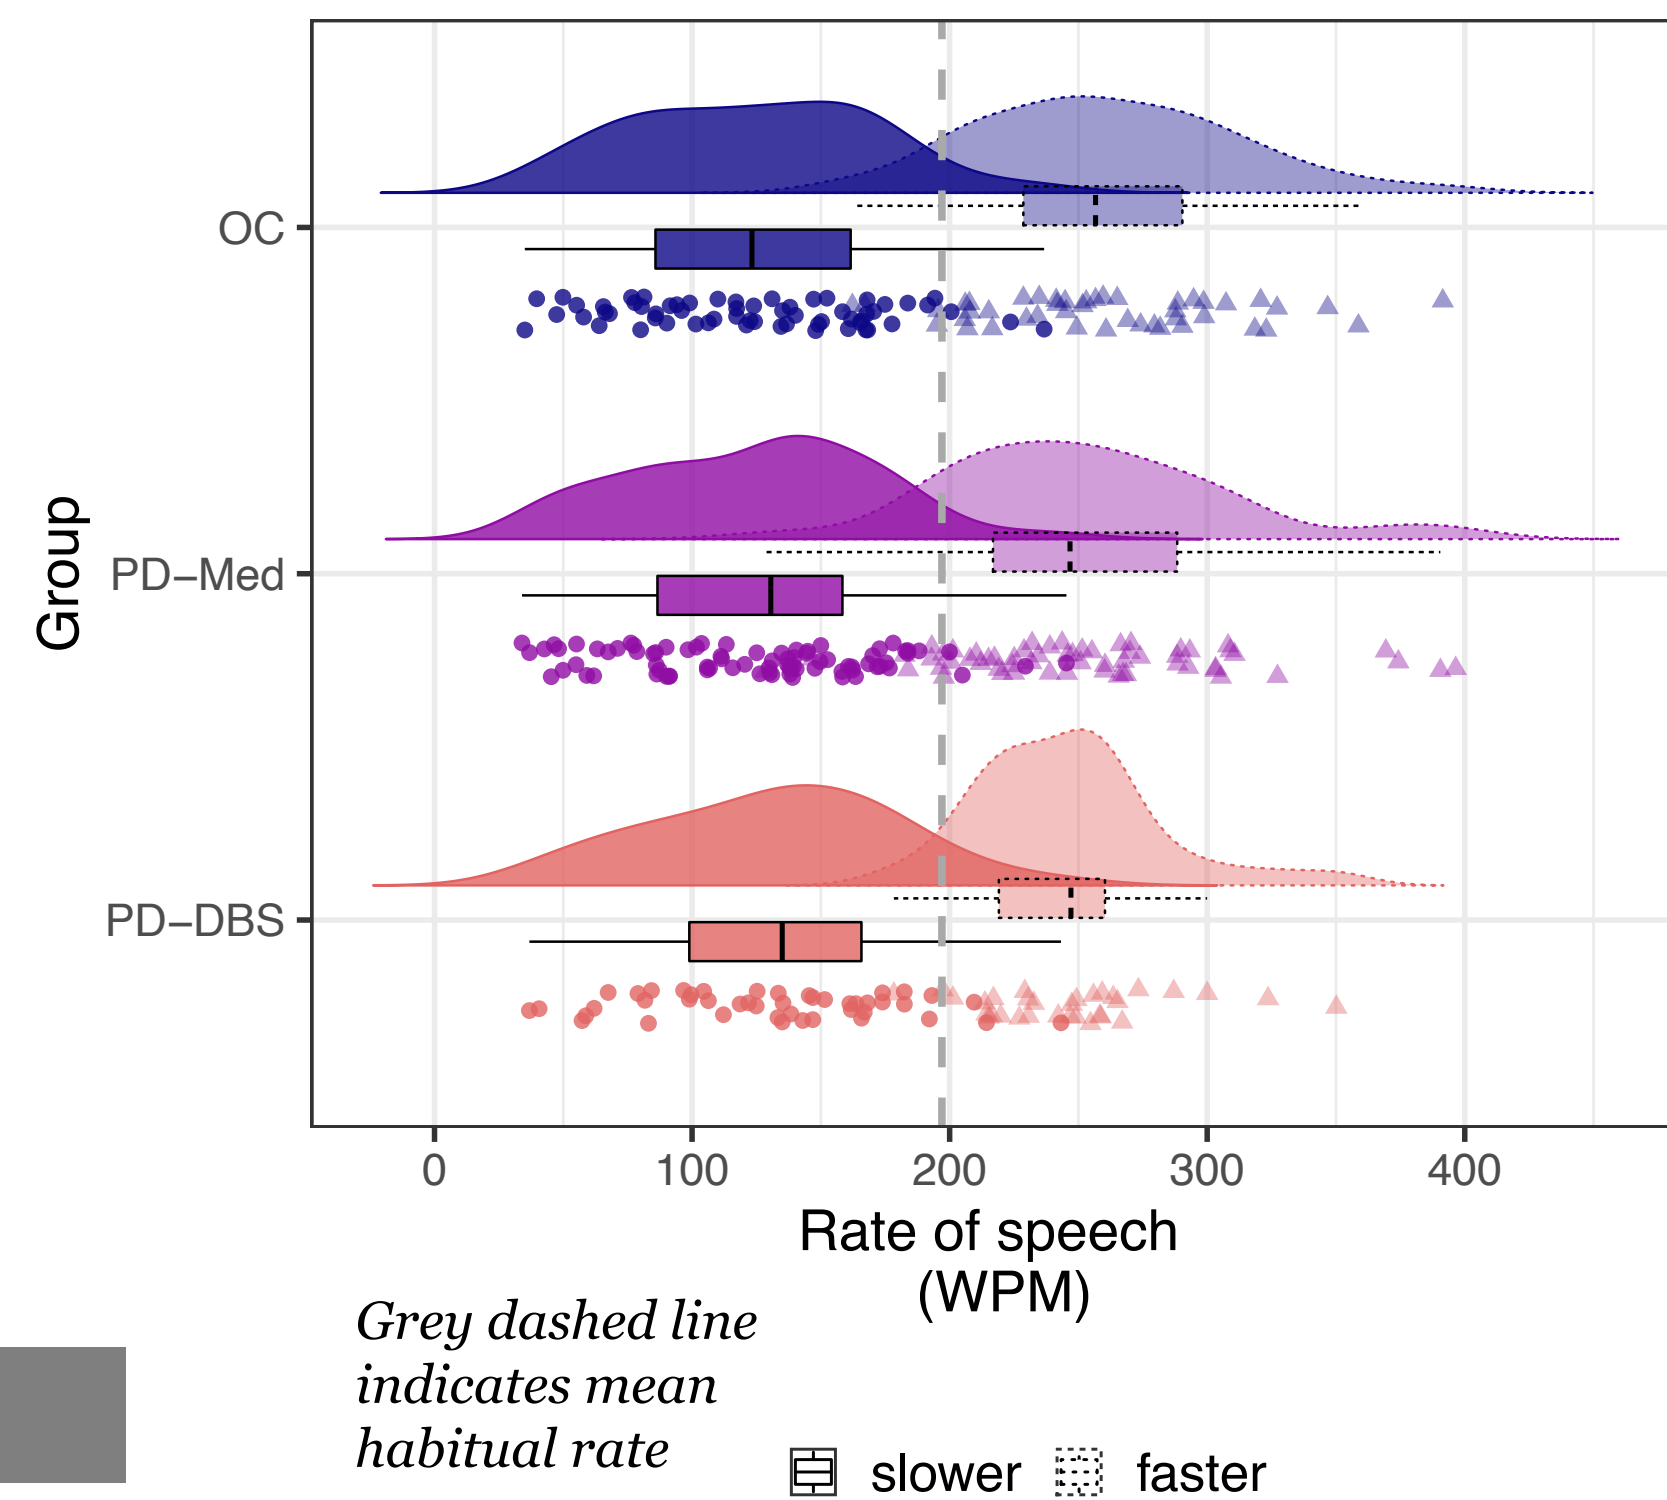 OC
PD−Med
PD−DBS
Group
0 100 200 300 400
Rate of speech
(WPM)
Grey dashed line
indicates mean
habitual rate
slower faster